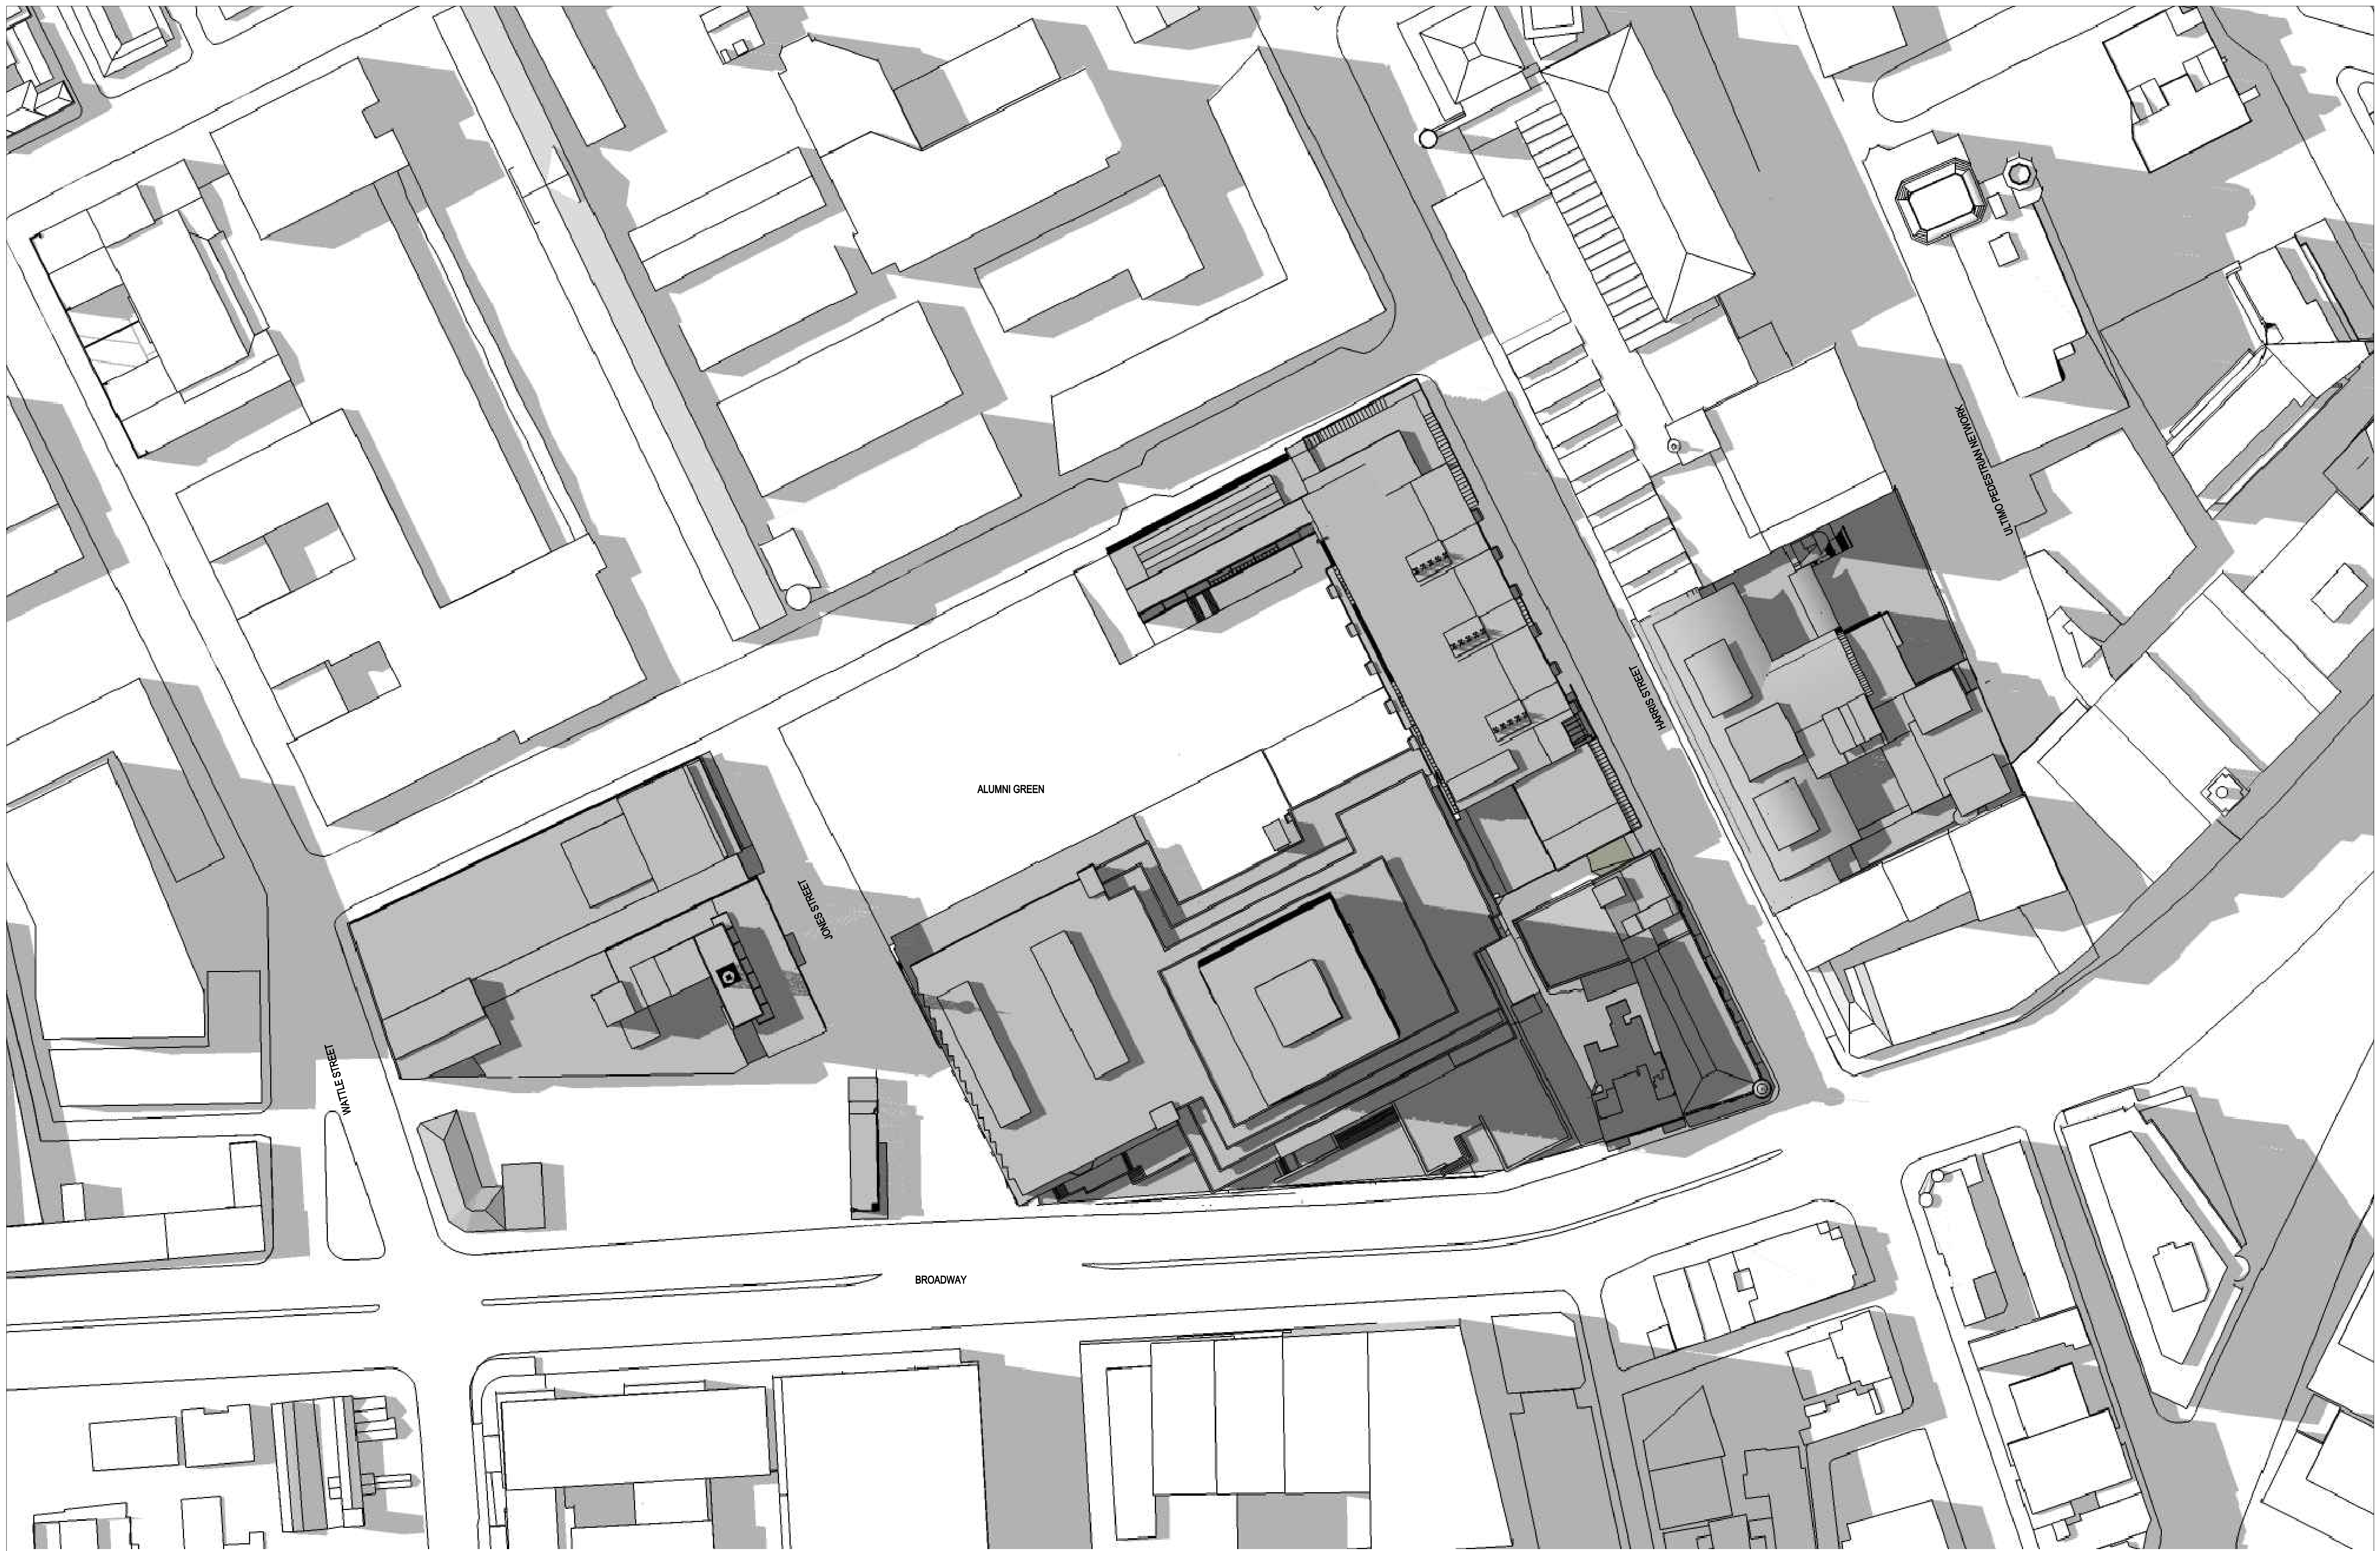 ULTIMO PEDESTRIAN NETWORK
HARRIS STREET
ALUMNI GREEN
JONES STREET
WATTLE STREET
BROADWAY